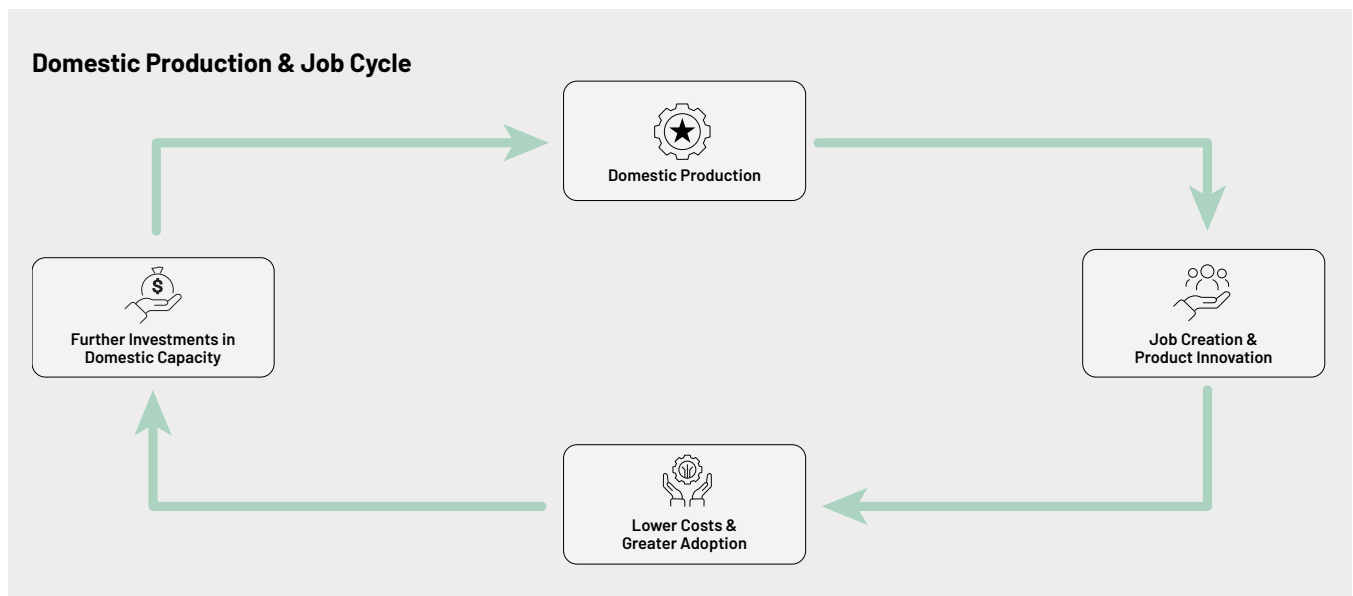 Domestic Production & Job Cycle
Domestic Production
Job Creation &
Product Innovation
Lower Costs &
Greater Adoption
$
Further Investments in
Domestic Capacity